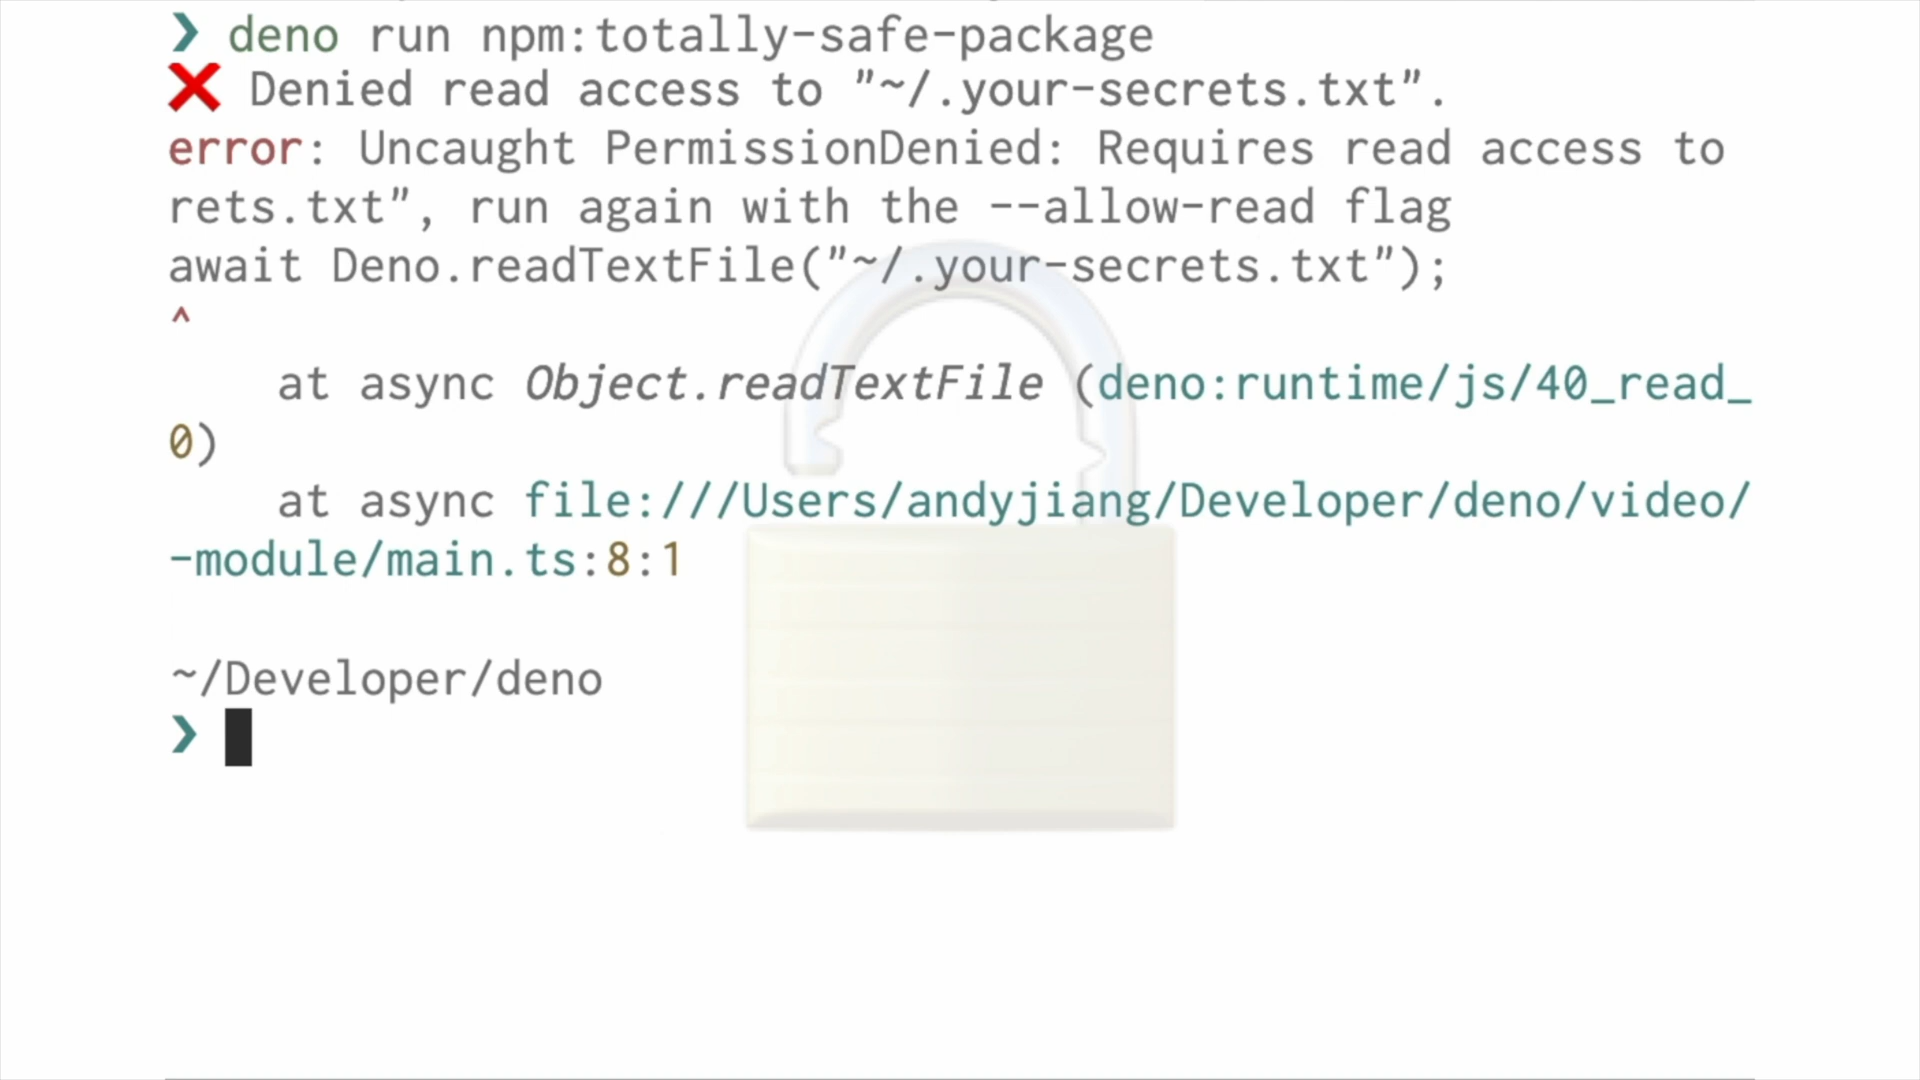 ❯ deno run npm:totally-safe-package
❌ Denied read access to "~/.your-secrets.txt".
error: Uncaught PermissionDenied: Requires read access to
rets.txt", run again with the --allow-read flag
await Deno.readTextFile("~/.your-secrets.txt");
^
    at async Object.readTextFile (deno:runtime/js/40_read_
0)
    at async file:///Users/andyjiang/Developer/deno/video/
-module/main.ts:8:1
~/Developer/deno
❯